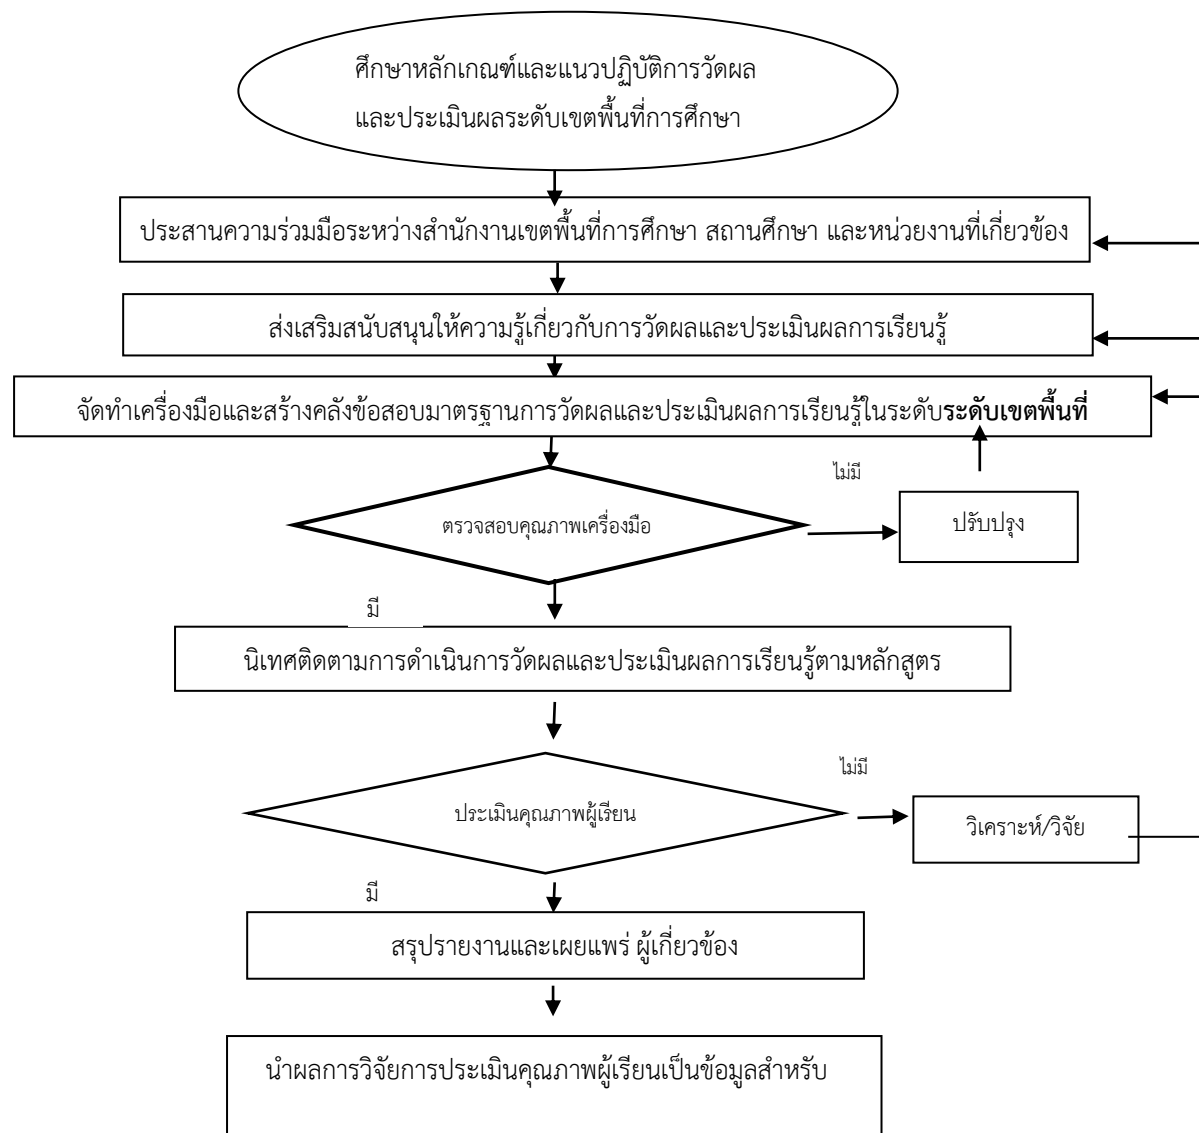 ศึกษาหลักเกณฑ์และแนวปฏิบัติการวัดผล
และประเมินผลระดับเขตพื้นที่การศึกษา
ประสานความร่วมมือระหว่างสำนักงานเขตพื้นที่การศึกษา สถานศึกษา และหน่วยงานที่เกี่ยวข้อง
ส่งเสริมสนับสนุนให้ความรู้เกี่ยวกับการวัดผลและประเมินผลการเรียนรู้
จัดทำเครื่องมือและสร้างคลังข้อสอบมาตรฐานการวัดผลและประเมินผลการเรียนรู้ในระดับระดับเขตพื้นที่
ไม่มี
ตรวจสอบคุณภาพเครื่องมือ
ปรับปรุง
มี
นิเทศติดตามการดำเนินการวัดผลและประเมินผลการเรียนรู้ตามหลักสูตร
ไม่มี
ประเมินคุณภาพผู้เรียน
วิเคราะห์/วิจัย
มี
สรุปรายงานและเผยแพร่ ผู้เกี่ยวข้อง
นำผลการวิจัยการประเมินคุณภาพผู้เรียนเป็นข้อมูลสำหรับ